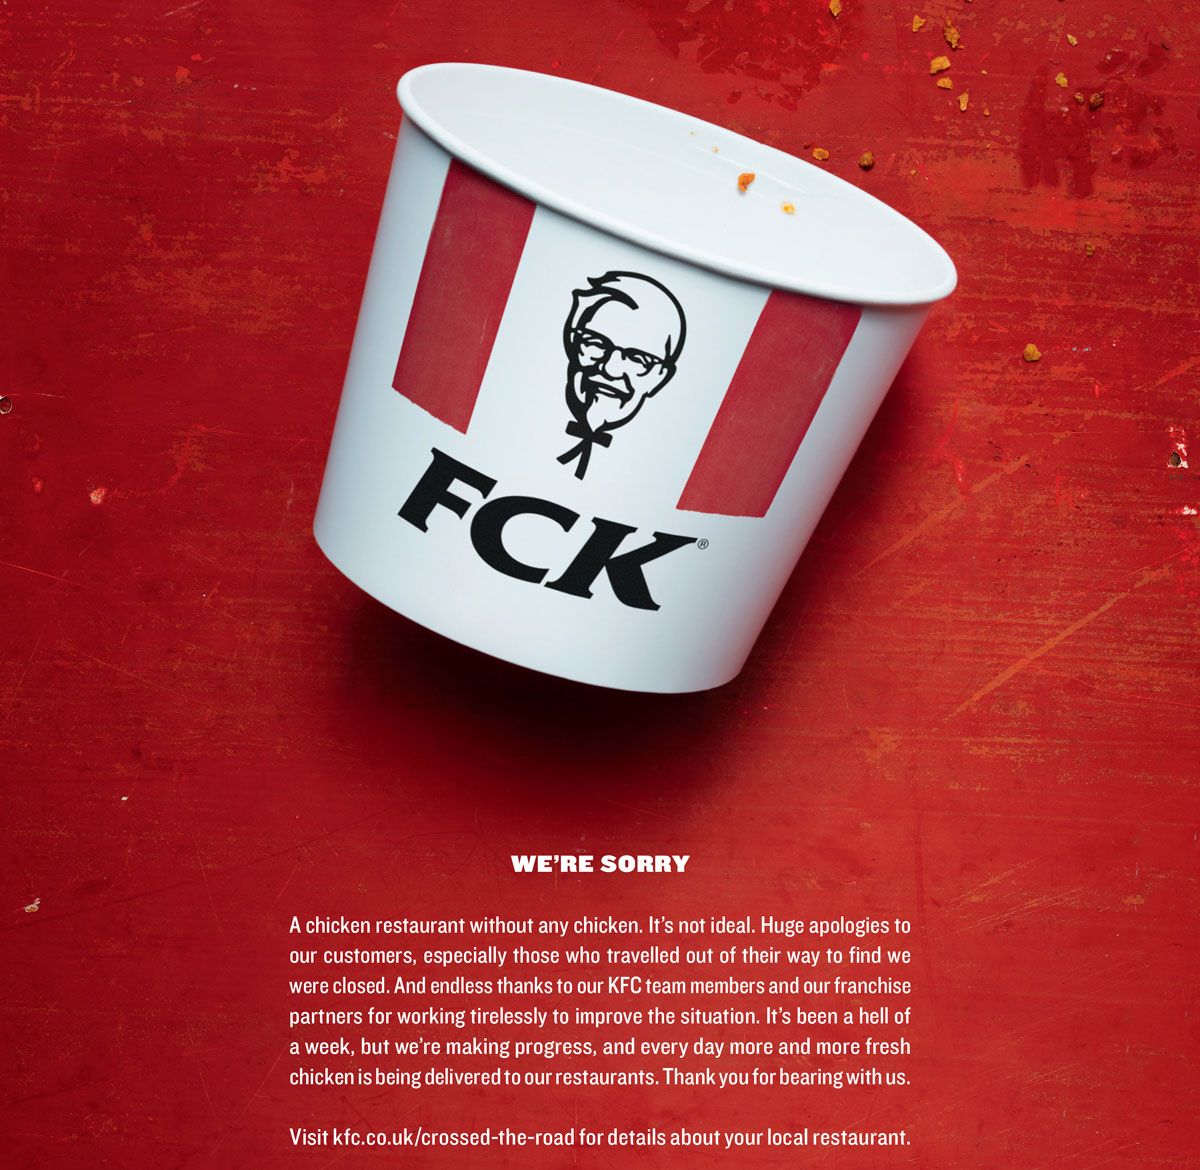 FCK®
WE'RE SORRY
A chicken restaurant without any chicken. It's not ideal. Huge apologies to
our customers, especially those who travelled out of their way to find we
were closed. And endless thanks to our KFC team members and our franchise
partners for working tirelessly to improve the situation. It's been a hell of
a week, but we're making progress, and every day more and more fresh
chicken is being delivered to our restaurants. Thank you for bearing with us.
Visit kfc.co.uk/crossed-the-road for details about your local restaurant.